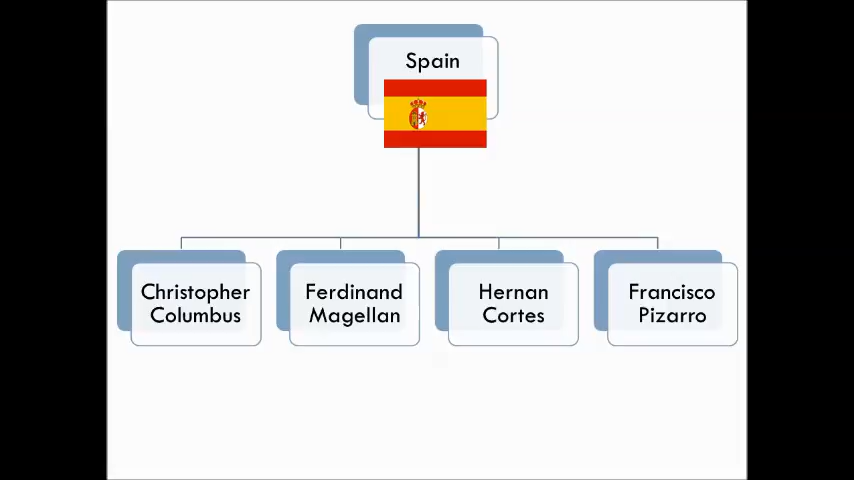 Spain
Christopher
Columbus
Ferdinand
Magellan
Hernan
Cortes
Francisco
Pizarro